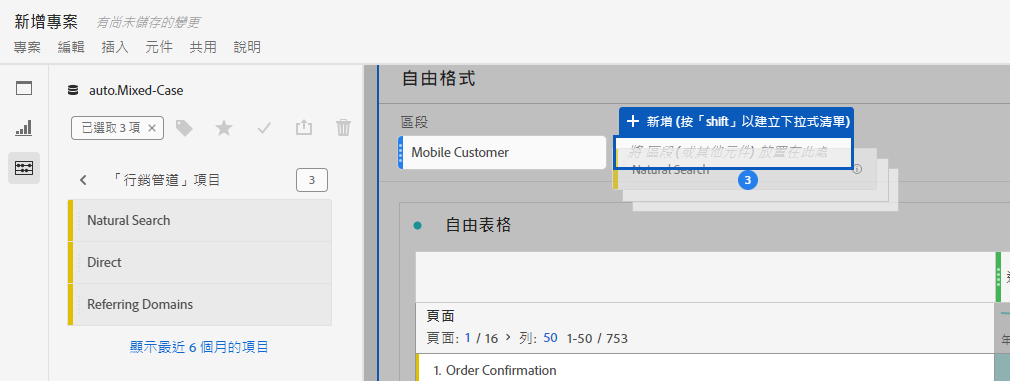 新增專案 有尚未儲存的變更
專案 編輯 插入 元件 共用 說明
auto.Mixed-Case
已選取 3 項 ×
「行銷管道」項目 3
Natural Search
Direct
Referring Domains
顯示最近 6 個月的項目
自由格式
區段
Mobile Customer
+ 新增 (按「shift」以建立下拉式清單)
將 區段 (或其他元件) 放置在此處
Natural Search
3
自由表格
頁面
頁面: 1 / 16 > 列: 50 1-50 / 753
年
1. Order Confirmation